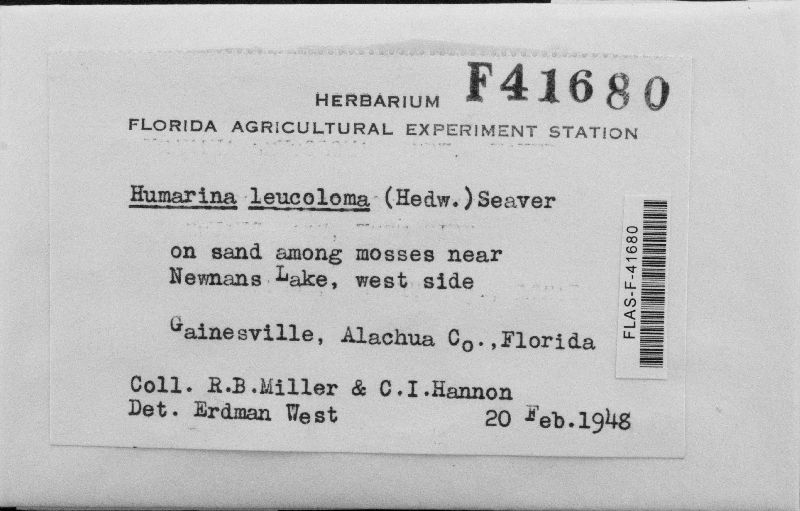 F41680
HERBARIUM
FLORIDA AGRICULTURAL EXPERIMENT STATION
Humarina leucoloma (Hedw.)Seaver
on sand among mosses near
Newnans Lake, west side
Gainesville, Alachua Co.,Florida
Coll. R.B.Miller & C.I.Hannon
Det. Erdman West 20 Feb.1948
FLAS-F-41680